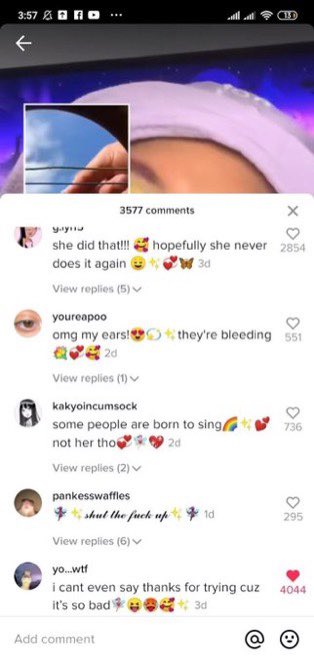 3:57
13
3577 comments
g.lyn5
she did that!!! 🥰 hopefully she never
does it again 😉✨💞🦋 3d
2854
View replies (5)
youreapoo
omg my ears!😍💫✨they're bleeding
💐💞🥰 2d
551
View replies (1)
kakyoincumsock
some people are born to sing🌈✨💕
not her tho💞🧚‍♀️💖 2d
736
View replies (2)
pankesswaffles
🧚‍♀️✨𝓼𝓱𝓾𝓽 𝓽𝓱𝓮 𝓯𝓾𝓬𝓴 𝓾𝓹✨🧚‍♀️ 1d
295
View replies (6)
yo...wtf
i cant even say thanks for trying cuz
it's so bad🧚‍♀️😝🥵🥰✨ 3d
4044
Add comment